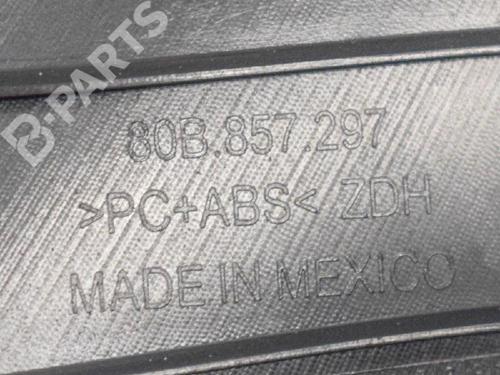 B-PARTS
80B.857.297
>PC+ABS< ZDH
MADE IN MEXICO